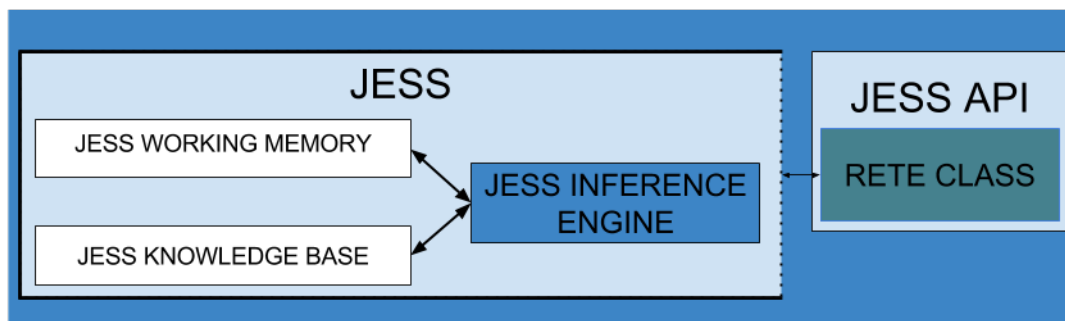 JESS
JESS WORKING MEMORY
JESS KNOWLEDGE BASE
JESS INFERENCE
ENGINE
JESS API
RETE CLASS